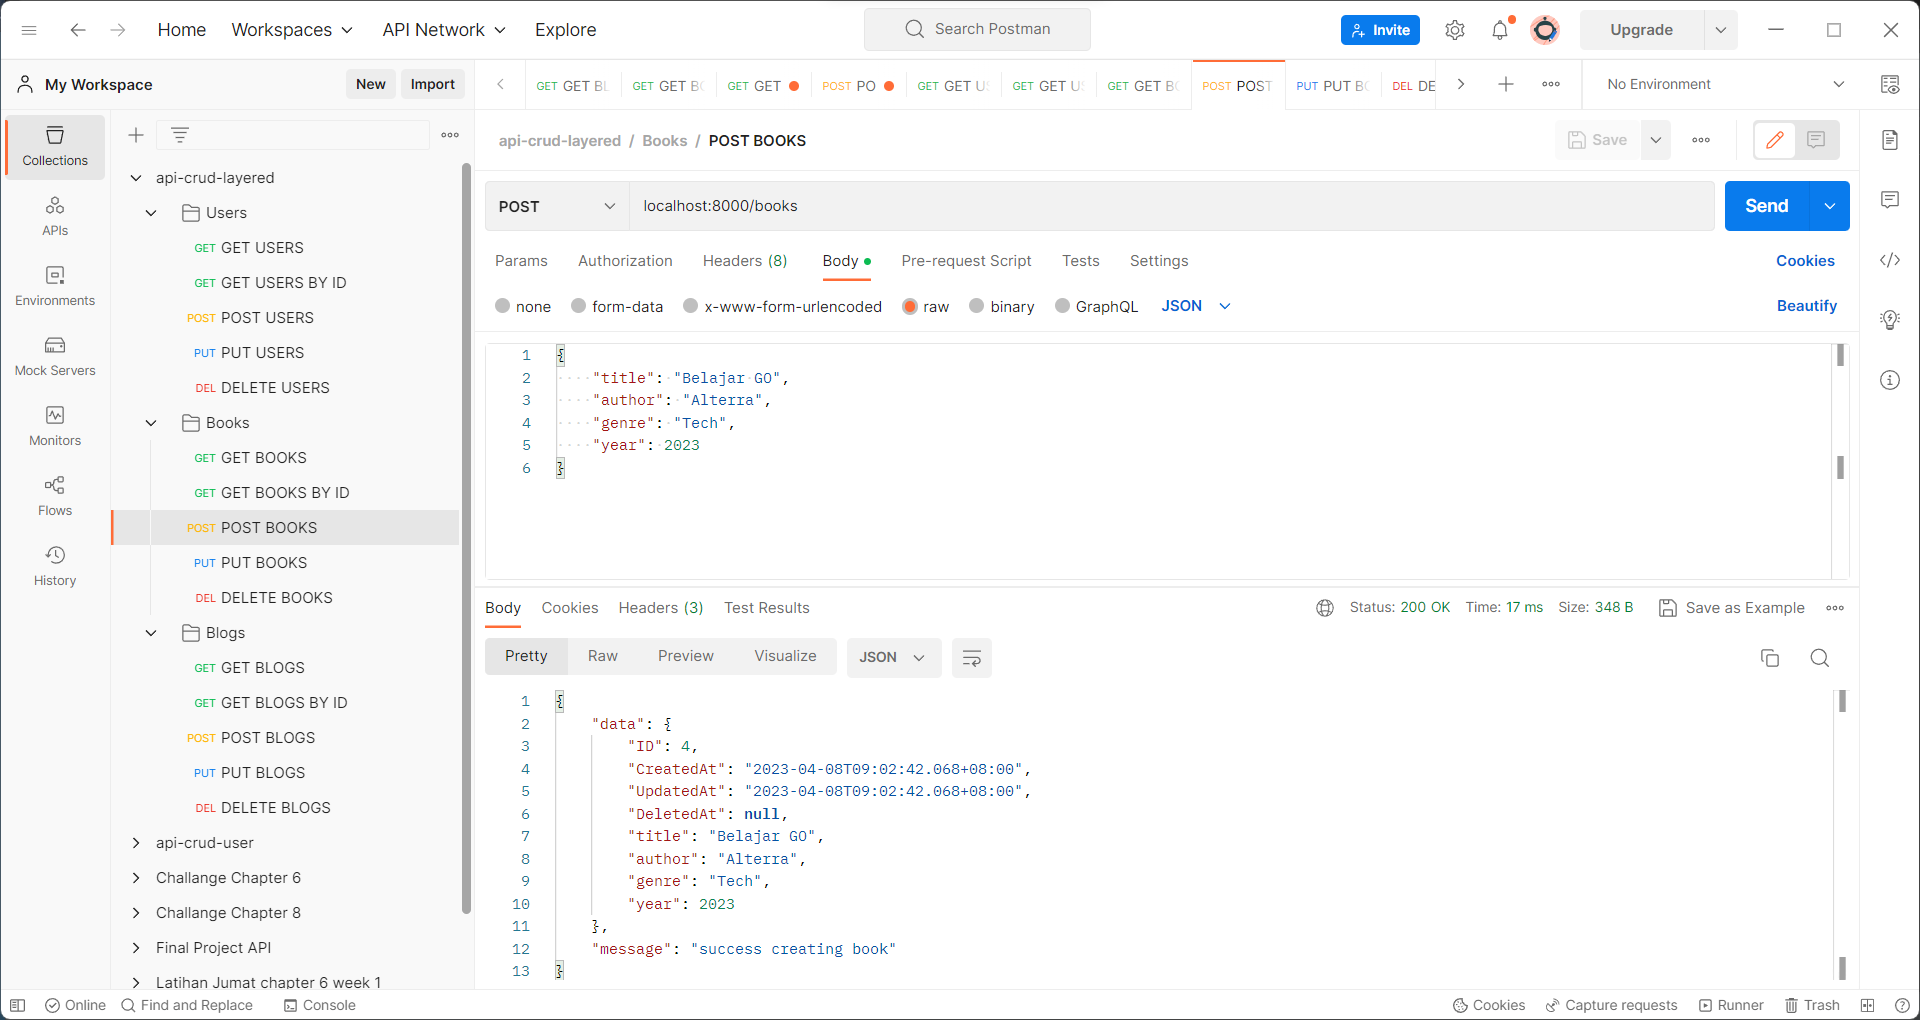 Home Workspaces API Network Explore Search Postman Invite Upgrade
My Workspace New Import GET GET BL GET GET BO GET GET POST PO GET GET US GET GET US GET GET BO POST POST PUT PUT BO DEL DE No Environment
Collections
APIs
Environments
Mock Servers
Monitors
Flows
History
api-crud-layered
Users
GET GET USERS
GET GET USERS BY ID
POST POST USERS
PUT PUT USERS
DEL DELETE USERS
Books
GET GET BOOKS
GET GET BOOKS BY ID
POST POST BOOKS
PUT PUT BOOKS
DEL DELETE BOOKS
Blogs
GET GET BLOGS
GET GET BLOGS BY ID
POST POST BLOGS
PUT PUT BLOGS
DEL DELETE BLOGS
api-crud-user
Challange Chapter 6
Challange Chapter 8
Final Project API
Latihan Jumat chapter 6 week 1
api-crud-layered / Books / POST BOOKS Save
POST localhost:8000/books Send
Params Authorization Headers (8) Body Pre-request Script Tests Settings Cookies
none form-data x-www-form-urlencoded raw binary GraphQL JSON Beautify
1 {
2 "title": "Belajar GO",
3 "author": "Alterra",
4 "genre": "Tech",
5 "year": 2023
6 }
Body Cookies Headers (3) Test Results Status: 200 OK Time: 17 ms Size: 348 B Save as Example
Pretty Raw Preview Visualize JSON
1 {
2 "data": {
3 "ID": 4,
4 "CreatedAt": "2023-04-08T09:02:42.068+08:00",
5 "UpdatedAt": "2023-04-08T09:02:42.068+08:00",
6 "DeletedAt": null,
7 "title": "Belajar GO",
8 "author": "Alterra",
9 "genre": "Tech",
10 "year": 2023
11 },
12 "message": "success creating book"
13 }
Online Find and Replace Console Cookies Capture requests Runner Trash